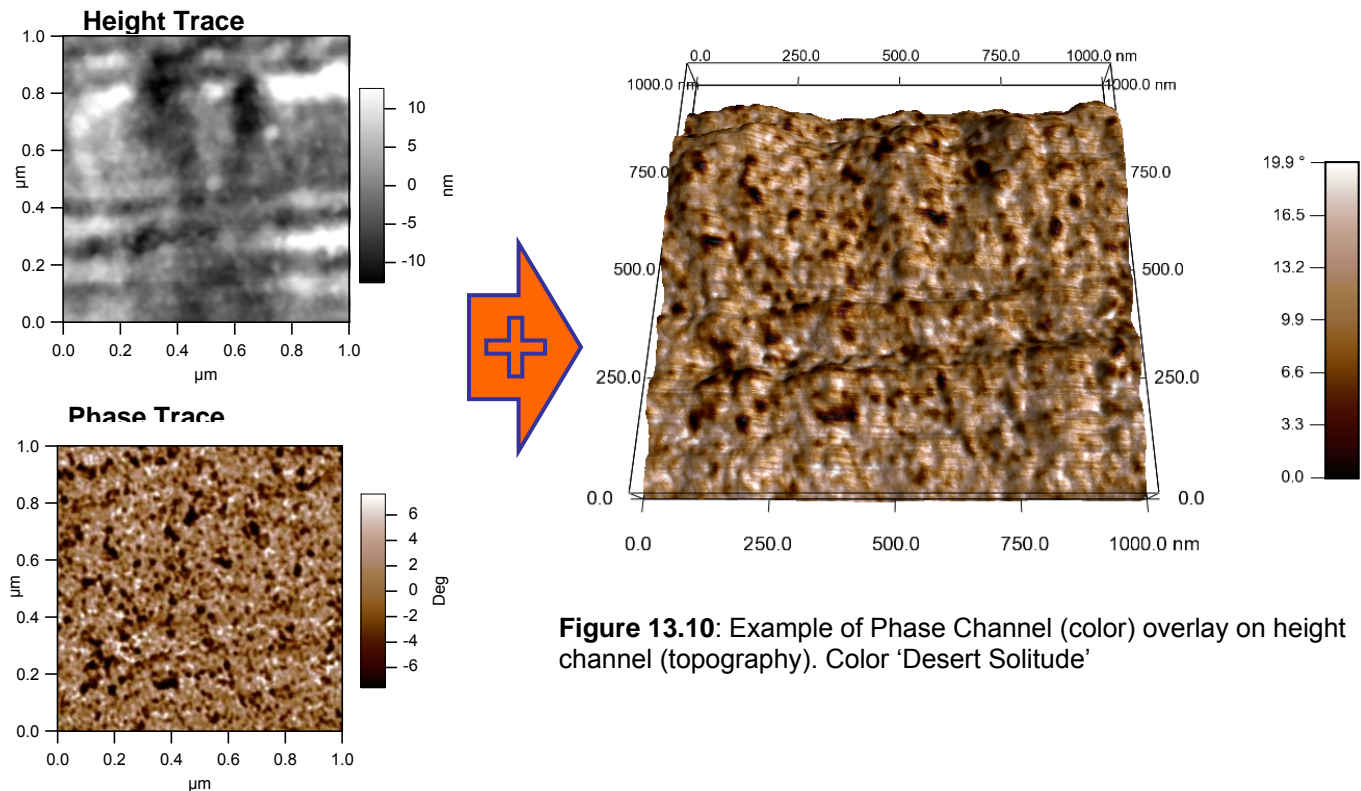 Height Trace
1.0
0.8
0.6
0.4
0.2
0.0
µm
0.0 0.2 0.4 0.6 0.8 1.0
µm
10
5
0
-5
-10
nm
Phase Trace
1.0
0.8
0.6
0.4
0.2
0.0
µm
0.0 0.2 0.4 0.6 0.8 1.0
µm
6
4
2
0
-2
-4
-6
Deg
0.0 250.0 500.0 750.0 1000.0 nm
1000.0 nm 1000.0 nm
750.0 750.0
500.0 500.0
250.0 250.0
0.0 0.0
0.0 250.0 500.0 750.0 1000.0 nm
19.9 °
16.5
13.2
9.9
6.6
3.3
0.0
Figure 13.10: Example of Phase Channel (color) overlay on height
channel (topography). Color ‘Desert Solitude’